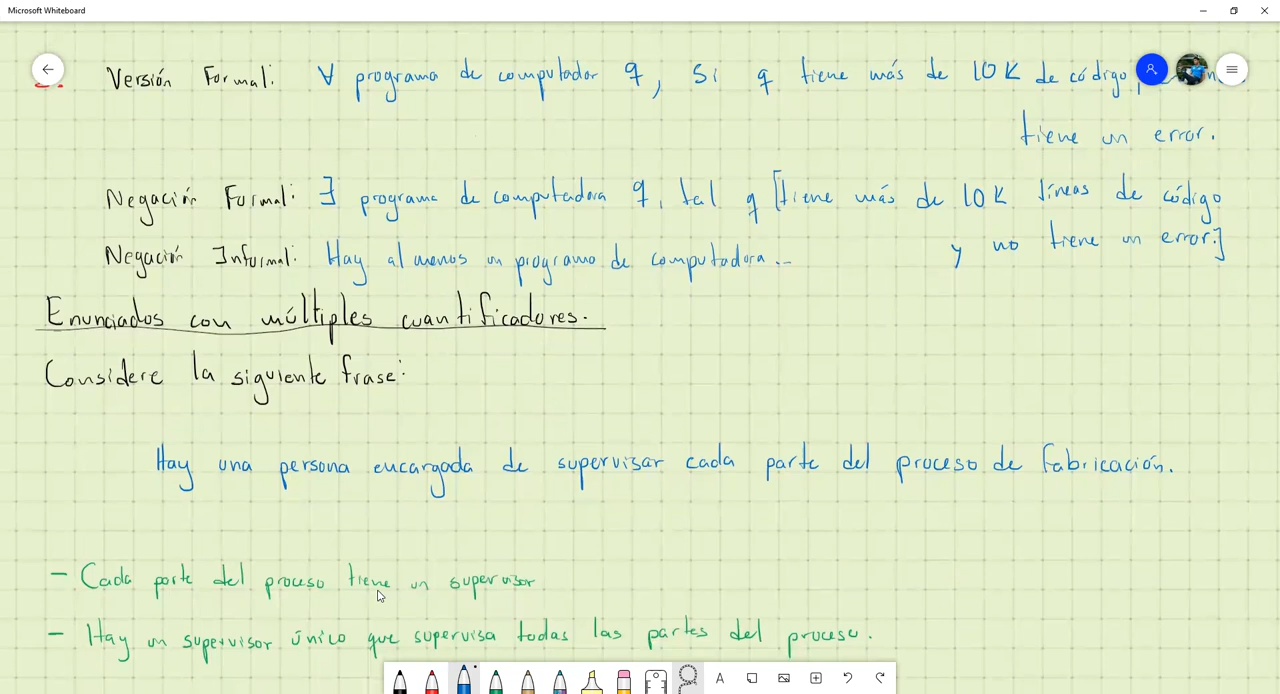 Microsoft Whiteboard
Versión Formal: ∀ programa de computador q, Si q tiene más de 10K de código
tiene un error.
Negación Formal: ∃ programa de computadora q, tal q [tiene más de 10K líneas de código
y no tiene un error.]
Negación Informal: Hay al menos un programa de computadora...
Enunciados con múltiples cuantificadores.
Considere la siguiente frase:
Hay una persona encargada de supervisar cada parte del proceso de fabricación.
- Cada parte del proceso tiene un supervisor
- Hay un supervisor único que supervisa todas las partes del proceso.
A